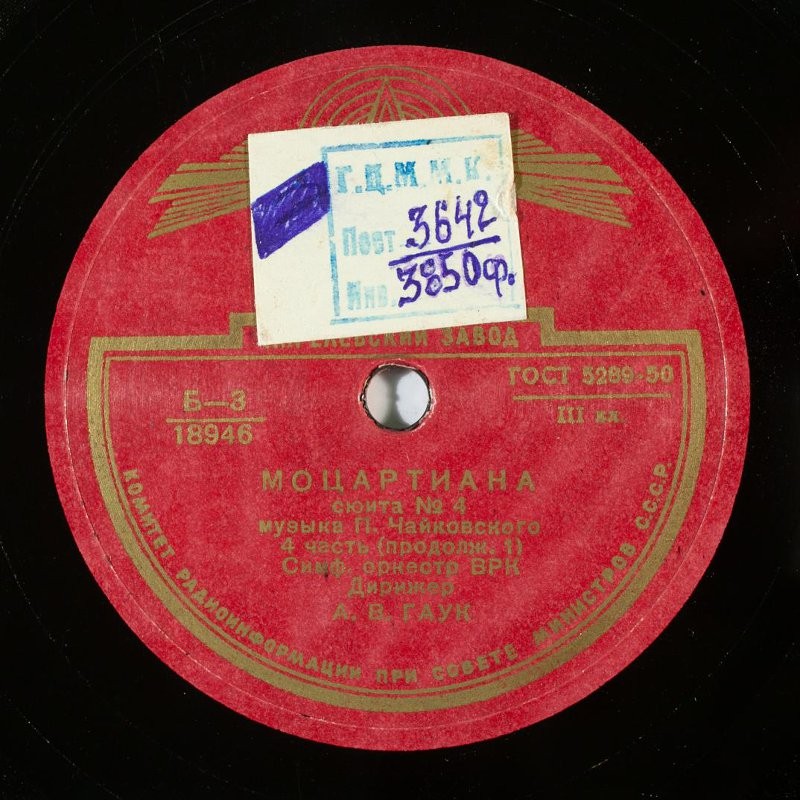 Г.Ц.М.М.К.
Пост. 3642
Инв. 3850ф.
ЗАВОД
Б—3
18946
ГОСТ 5289-50
III кл
МОЦАРТИАНА
сюита № 4
музыка П. Чайковского
4 часть (продолж. 1)
Симф. оркестр ВРК
Дирижер
А. В. ГАУК
КОМИТЕТ РАДИОИНФОРМАЦИИ ПРИ СОВЕТЕ МИНИСТРОВ С.С.С.Р.